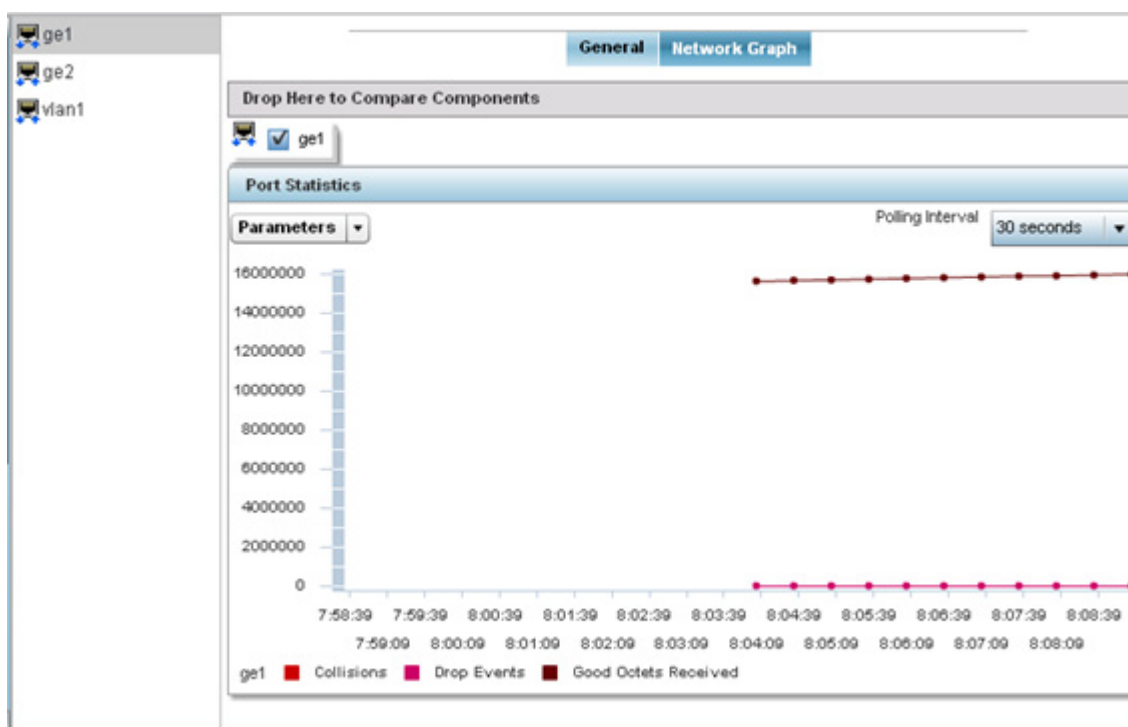 ge1
ge2
vlan1
General Network Graph
Drop Here to Compare Components
ge1
Port Statistics
Parameters
Polling Interval 30 seconds
16000000
14000000
12000000
10000000
8000000
6000000
4000000
2000000
0
7:58:39 7:59:39 8:00:39 8:01:39 8:02:39 8:03:39 8:04:39 8:05:39 8:06:39 8:07:39 8:08:39
7:59:09 8:00:09 8:01:09 8:02:09 8:03:09 8:04:09 8:05:09 8:06:09 8:07:09 8:08:09
ge1 Collisions Drop Events Good Octets Received